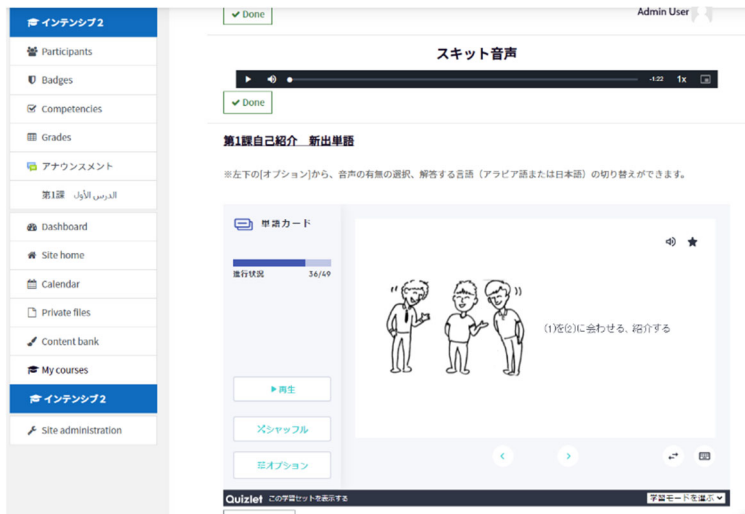 インテンシブ2
Participants
Badges
Competencies
Grades
アナウンスメント
第1課 الدرس الأول
Dashboard
Site home
Calendar
Private files
Content bank
My courses
インテンシブ2
Site administration
Done
Admin User
スキット音声
-1:22 1x
Done
第1課自己紹介 新出単語
※左下の[オプション]から、音声の有無の選択、解答する言語（アラビア語または日本語）の切り替えができます。
単語カード
進行状況 36/49
(1)を(2)に会わせる、紹介する
再生
シャッフル
オプション
Quizlet この学習セットを表示する
学習モードを選ぶ